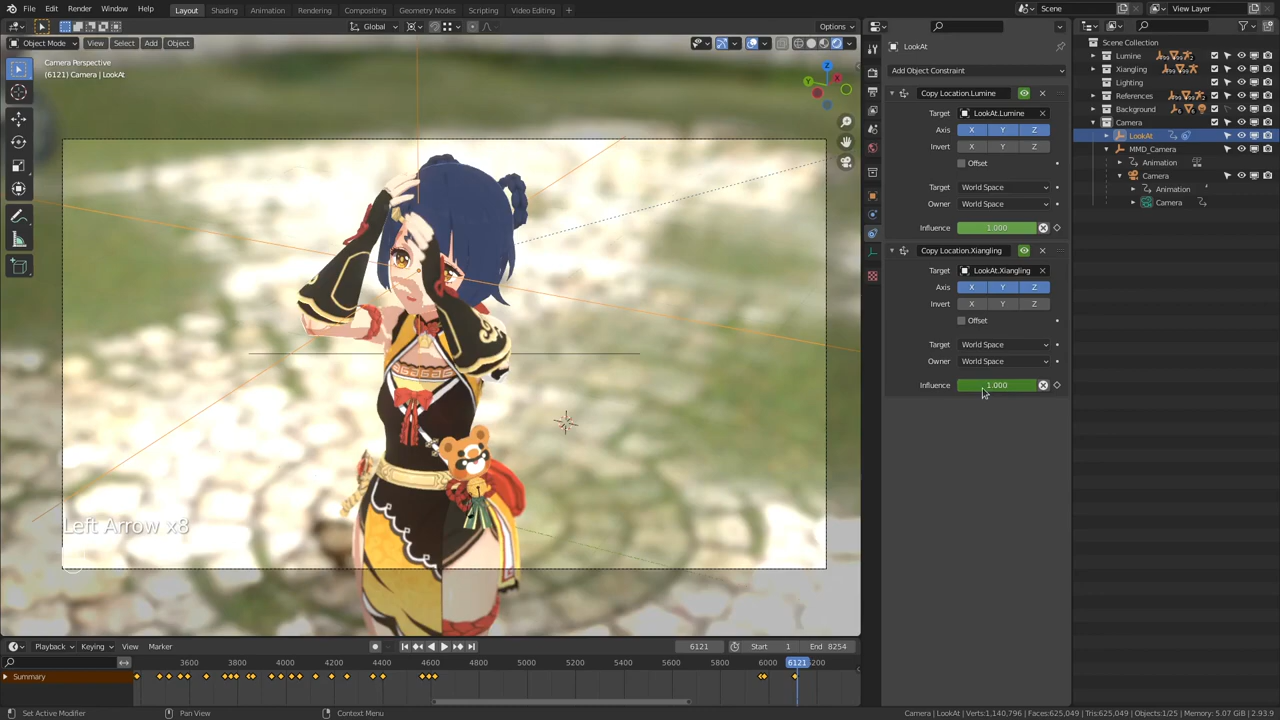 File Edit Render Window Help Layout Shading Animation Rendering Compositing Geometry Nodes Scripting Video Editing + Scene View Layer
Global Options
Object Mode View Select Add Object
Camera Perspective
(6121) Camera | LookAt
Z
Y
X
Left Arrow x8
LookAt
Add Object Constraint
Copy Location.Lumine
Target LookAt.Lumine
Axis X Y Z
Invert X Y Z
Offset
Target World Space
Owner World Space
Influence 1.000
Copy Location.Xiangling
Target LookAt.Xiangling
Axis X Y Z
Invert X Y Z
Offset
Target World Space
Owner World Space
Influence 1.000
Scene Collection
Lumine
Xiangling
Lighting
References
Background
Camera
LookAt
MMD_Camera
Animation
Camera
Animation
Camera
Playback Keying View Marker 6121 Start 1 End 8254
3600 3800 4000 4200 4400 4600 4800 5000 5200 5400 5600 5800 6000 6121 6200
Summary
Set Active Modifier Pan View Context Menu Camera | LookAt | Verts:1,140,796 | Faces:625,049 | Tris:625,049 | Objects:1/25 | Memory: 5.07 GiB | 2.93.9